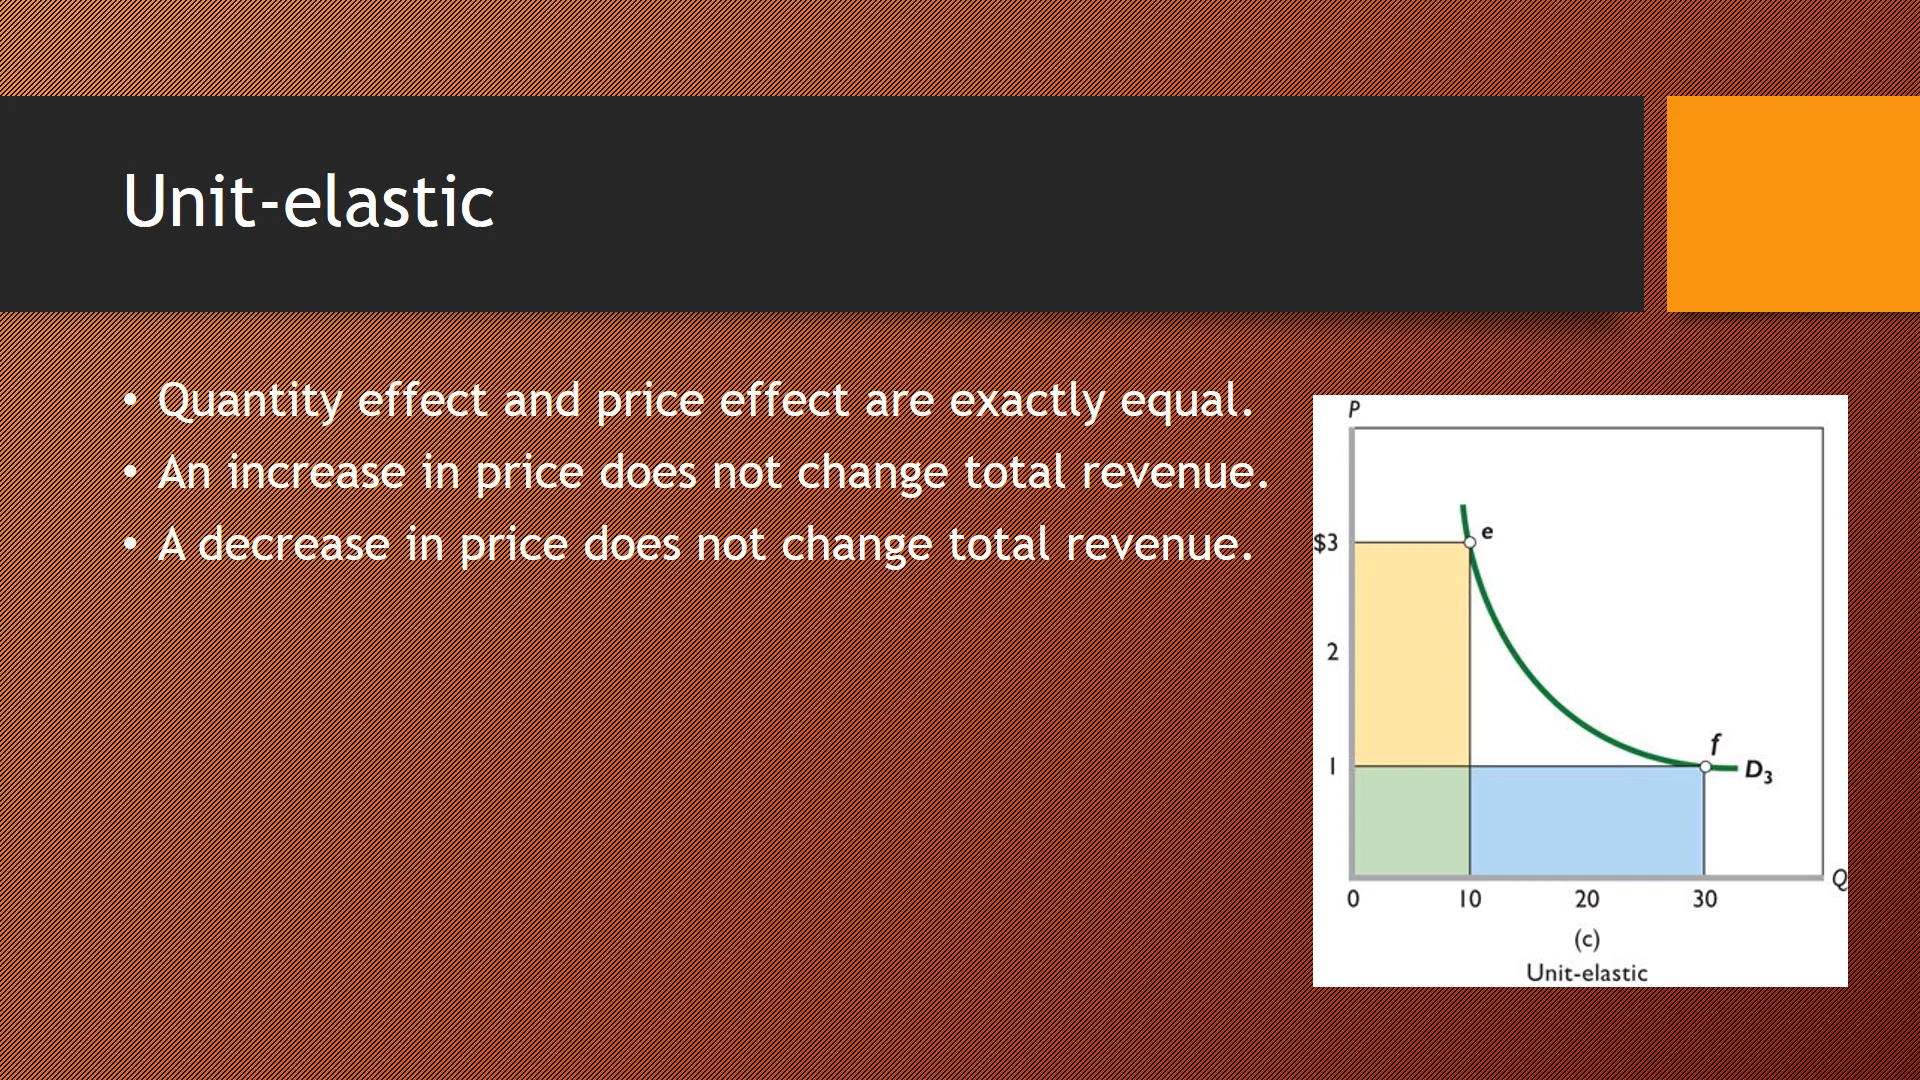 Unit-elastic
• Quantity effect and price effect are exactly equal.
• An increase in price does not change total revenue.
• A decrease in price does not change total revenue.
P
e
$3
2
f
1
D₃
Q
0 10 20 30
(c)
Unit-elastic